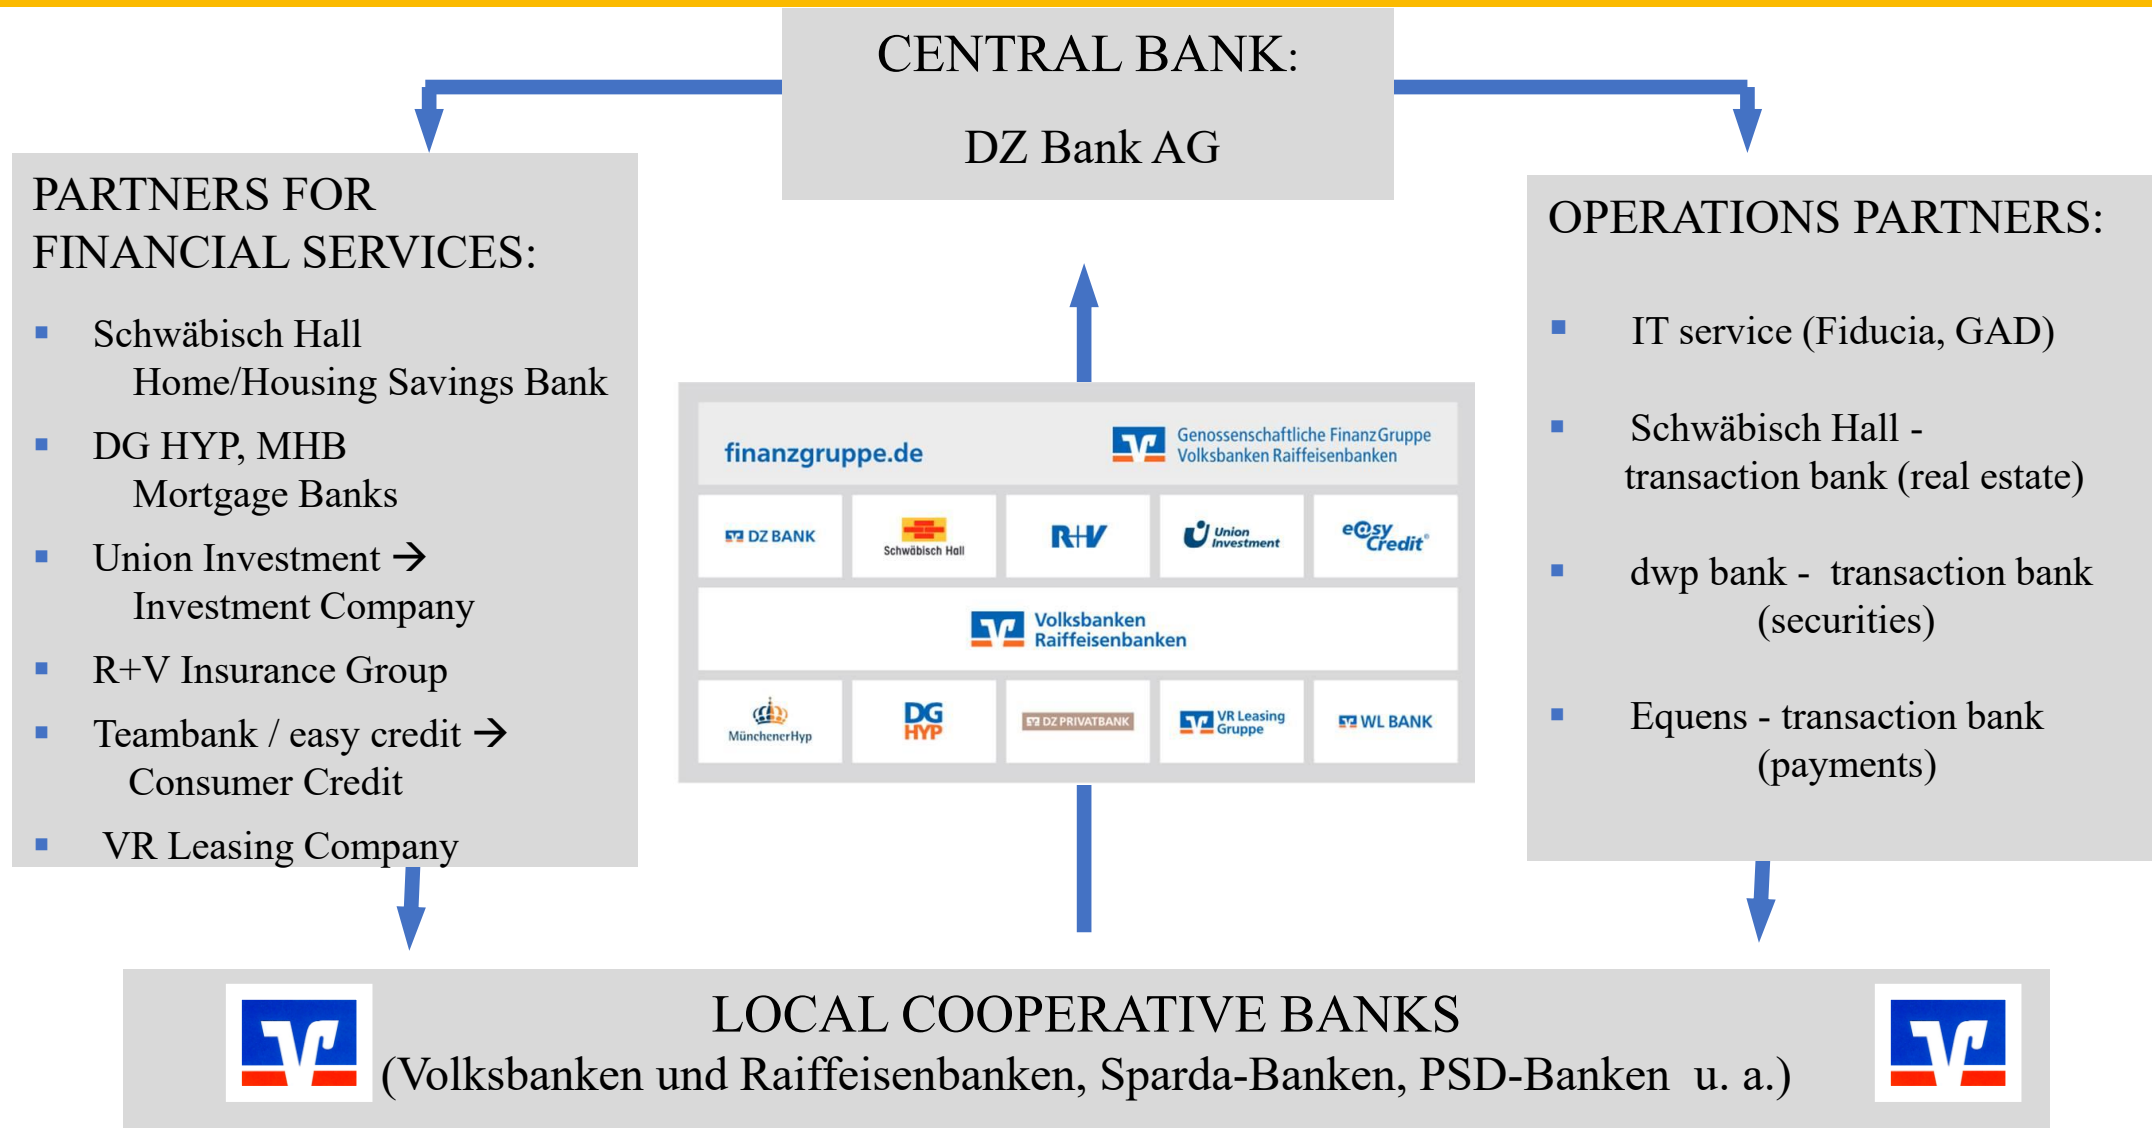 CENTRAL BANK:
DZ Bank AG
PARTNERS FOR
FINANCIAL SERVICES:
▪ Schwäbisch Hall
Home/Housing Savings Bank
▪ DG HYP, MHB
Mortgage Banks
▪ Union Investment →
Investment Company
▪ R+V Insurance Group
▪ Teambank / easy credit →
Consumer Credit
▪ VR Leasing Company
finanzgruppe.de
Genossenschaftliche FinanzGruppe
Volksbanken Raiffeisenbanken
DZ BANK
Schwäbisch Hall
R+V
Union
Investment
e@sy
Credit®
Volksbanken
Raiffeisenbanken
MünchenerHyp
DG
HYP
DZ PRIVATBANK
VR Leasing
Gruppe
WL BANK
OPERATIONS PARTNERS:
▪ IT service (Fiducia, GAD)
▪ Schwäbisch Hall -
transaction bank (real estate)
▪ dwp bank - transaction bank
(securities)
▪ Equens - transaction bank
(payments)
LOCAL COOPERATIVE BANKS
(Volksbanken und Raiffeisenbanken, Sparda-Banken, PSD-Banken u. a.)